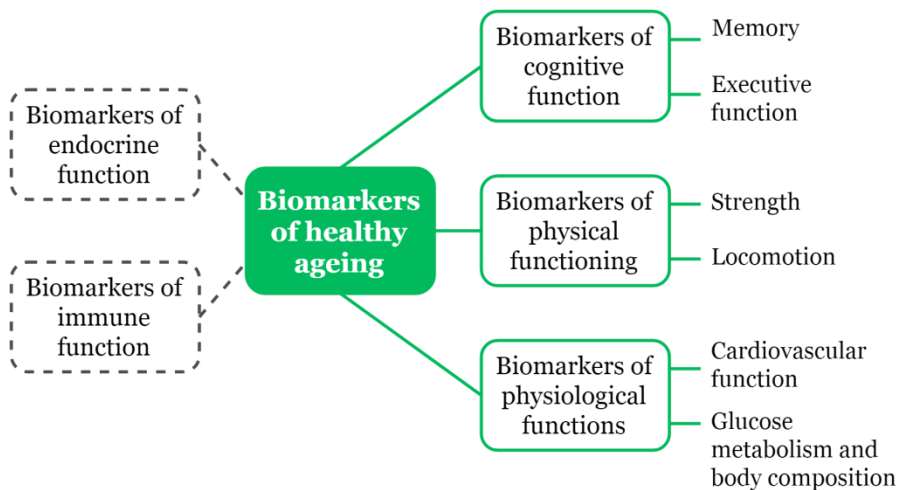 Biomarkers of
endocrine
function
Biomarkers of
immune
function
Biomarkers
of healthy
ageing
Biomarkers of
cognitive
function
Memory
Executive
function
Biomarkers of
physical
functioning
Strength
Locomotion
Biomarkers of
physiological
functions
Cardiovascular
function
Glucose
metabolism and
body composition